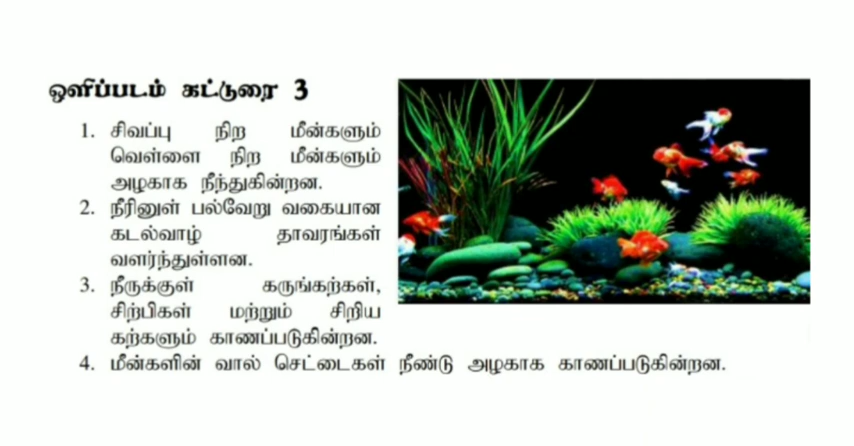 ஒளிப்படம் கட்டுரை 3
1. சிவப்பு நிற மீன்களும்
வெள்ளை நிற மீன்களும்
அழகாக நீந்துகின்றன.
2. நீரினுள் பல்வேறு வகையான
கடல்வாழ் தாவரங்கள்
வளர்ந்துள்ளன.
3. நீருக்குள் கருங்கற்கள்,
சிற்பிகள் மற்றும் சிறிய
கற்களும் காணப்படுகின்றன.
4. மீன்களின் வால் செட்டைகள் நீண்டு அழகாக காணப்படுகின்றன.